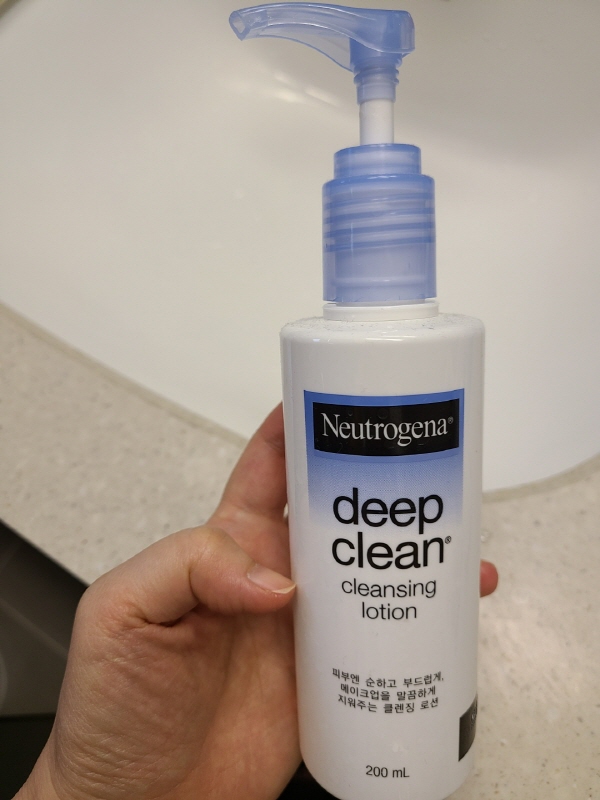 Neutrogena®
deep
clean®
cleansing
lotion
피부엔 순하고 부드럽게,
메이크업을 말끔하게
지워주는 클렌징 로션
200 mL